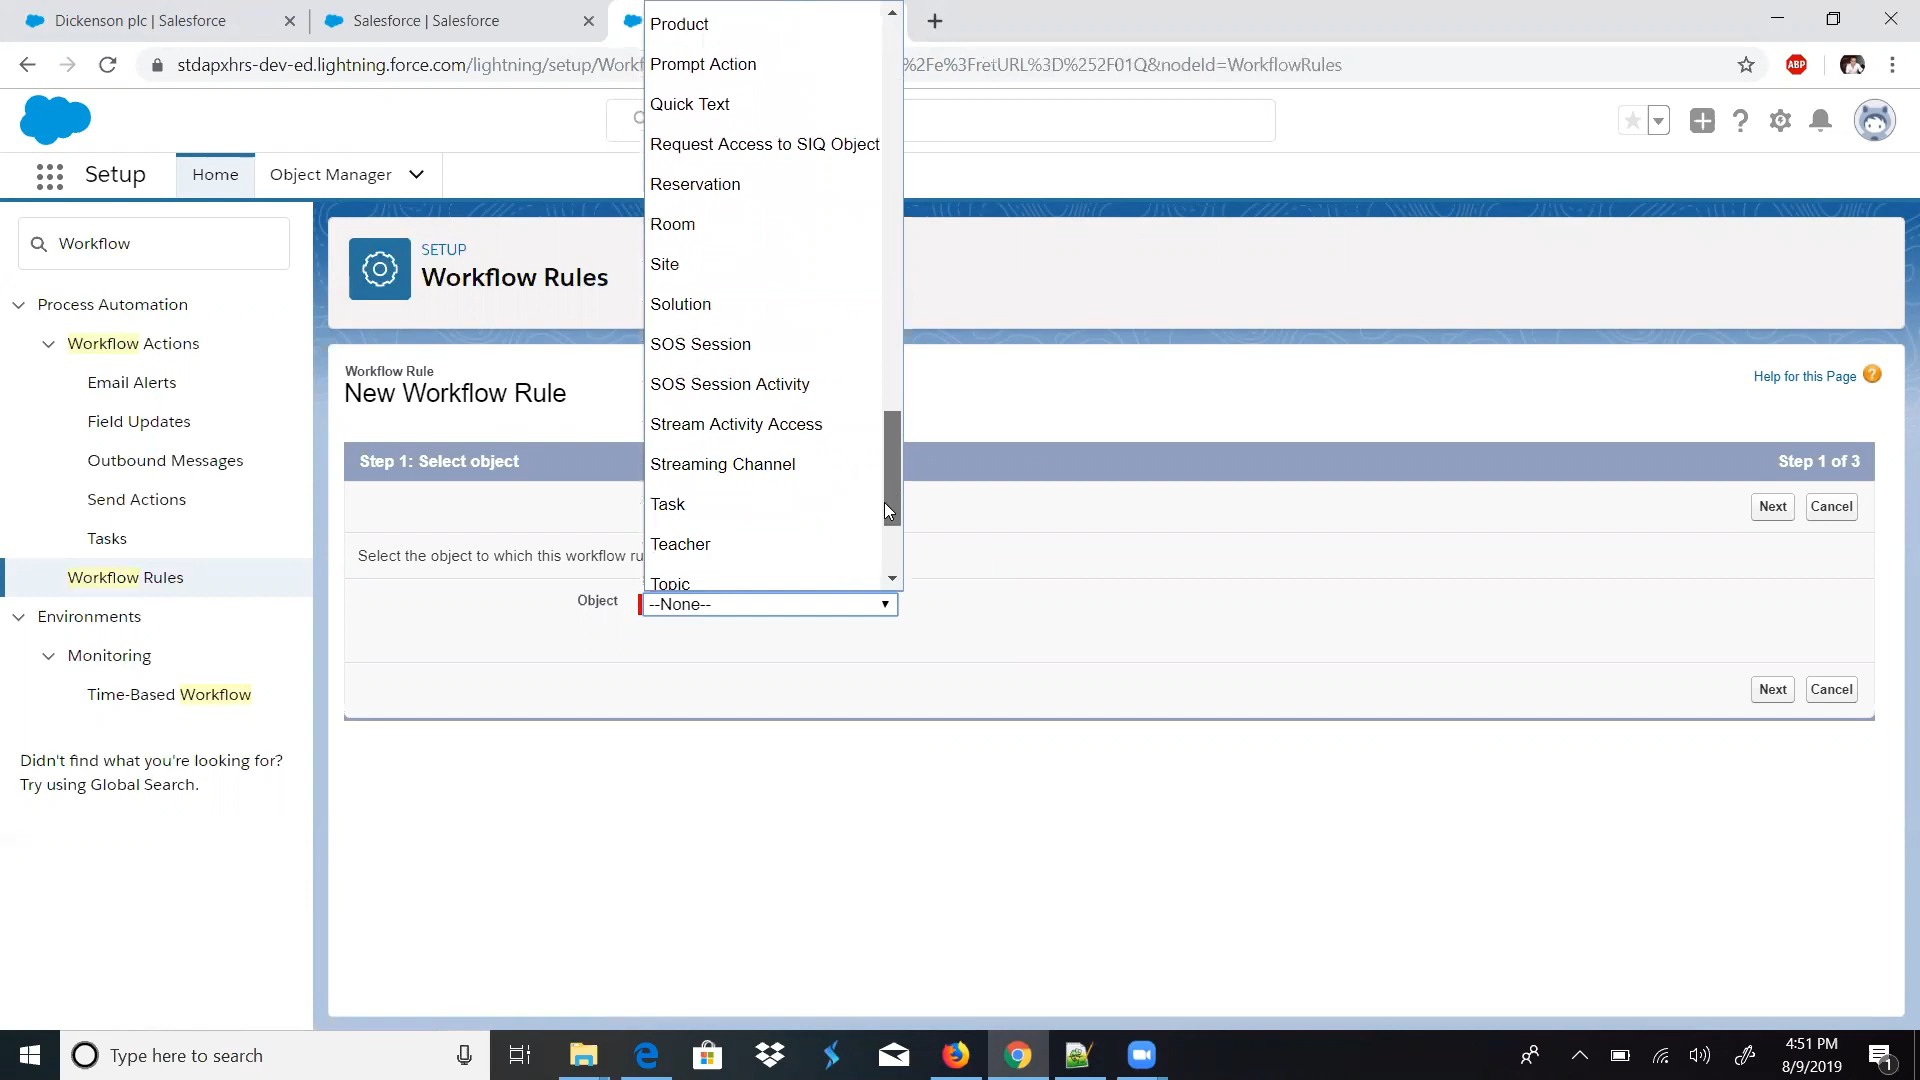 Dickenson plc | Salesforce
Salesforce | Salesforce
stdapxhrs-dev-ed.lightning.force.com/lightning/setup/Workf
%2Fe%3FretURL%3D%252F01Q&nodeId=WorkflowRules
ABP
Setup
Home
Object Manager
Workflow
Process Automation
Workflow Actions
Email Alerts
Field Updates
Outbound Messages
Send Actions
Tasks
Workflow Rules
Environments
Monitoring
Time-Based Workflow
Didn't find what you're looking for?
Try using Global Search.
SETUP
Workflow Rules
Workflow Rule
New Workflow Rule
Help for this Page
Step 1: Select object
Step 1 of 3
Next
Cancel
Select the object to which this workflow ru
Object
--None--
Next
Cancel
Product
Prompt Action
Quick Text
Request Access to SIQ Object
Reservation
Room
Site
Solution
SOS Session
SOS Session Activity
Stream Activity Access
Streaming Channel
Task
Teacher
Topic
Type here to search
4:51 PM
8/9/2019
1